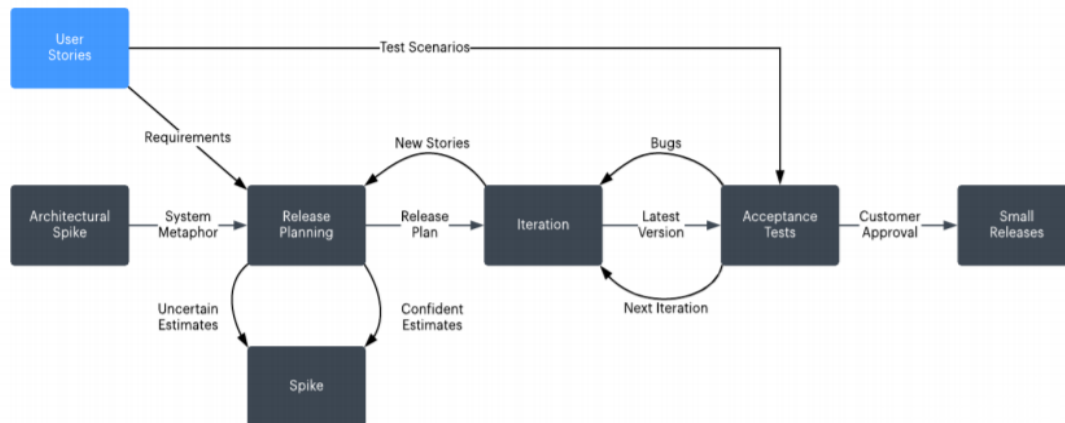 User
Stories
Test Scenarios
Requirements
New Stories
Bugs
Architectural
Spike
System
Metaphor
Release
Planning
Release
Plan
Iteration
Latest
Version
Acceptance
Tests
Customer
Approval
Small
Releases
Uncertain
Estimates
Confident
Estimates
Next Iteration
Spike